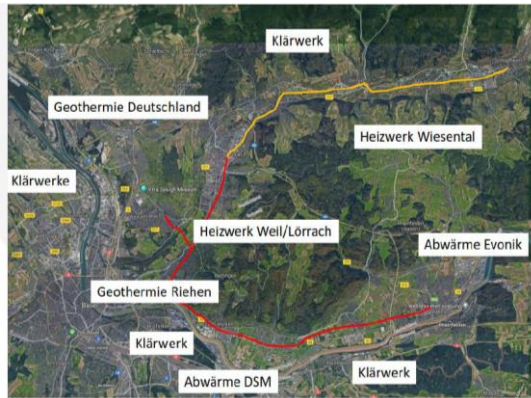 Klärwerk
Geothermie Deutschland
Heizwerk Wiesental
Klärwerke
Heizwerk Weil/Lörrach
Abwärme Evonik
Geothermie Riehen
Klärwerk
Klärwerk
Abwärme DSM